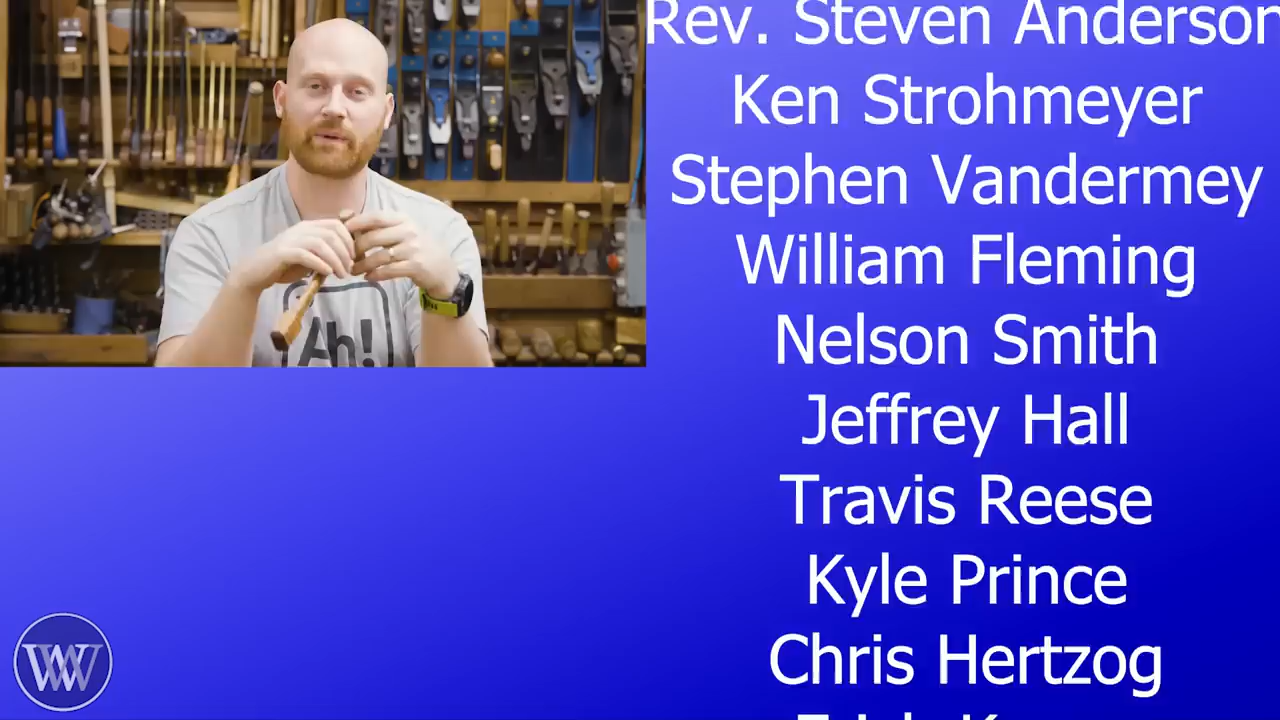 Ah!
Rev. Steven Anderson
Ken Strohmeyer
Stephen Vandermey
William Fleming
Nelson Smith
Jeffrey Hall
Travis Reese
Kyle Prince
Chris Hertzog
WW